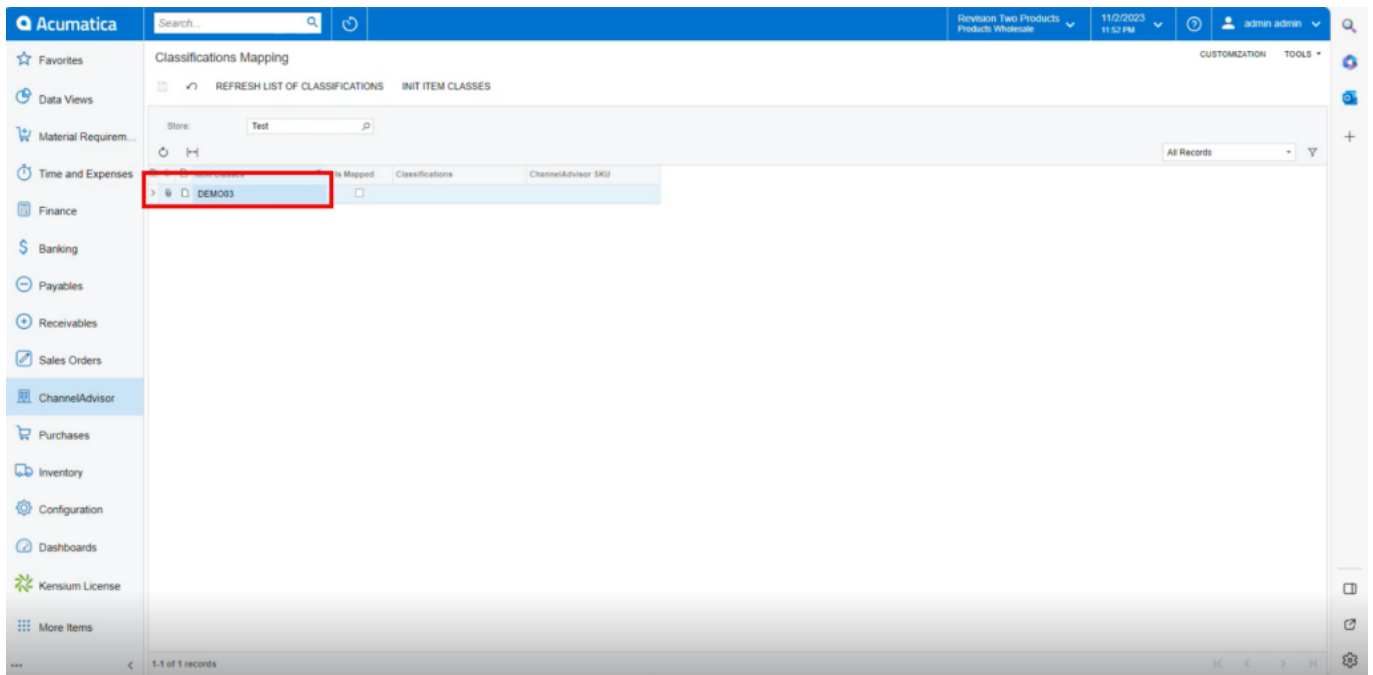 Acumatica
Search...
Revision Two Products
Products Wholesale
11/2/2023
11:52 PM
admin admin
Favorites
Data Views
Material Requirem...
Time and Expenses
Finance
Banking
Payables
Receivables
Sales Orders
ChannelAdvisor
Purchases
Inventory
Configuration
Dashboards
Kensium License
More Items
Classifications Mapping
CUSTOMIZATION TOOLS
REFRESH LIST OF CLASSIFICATIONS INIT ITEM CLASSES
Store: Test
All Records
Is Mapped Classifications ChannelAdvisor SKU
DEMO03
1-1 of 1 records